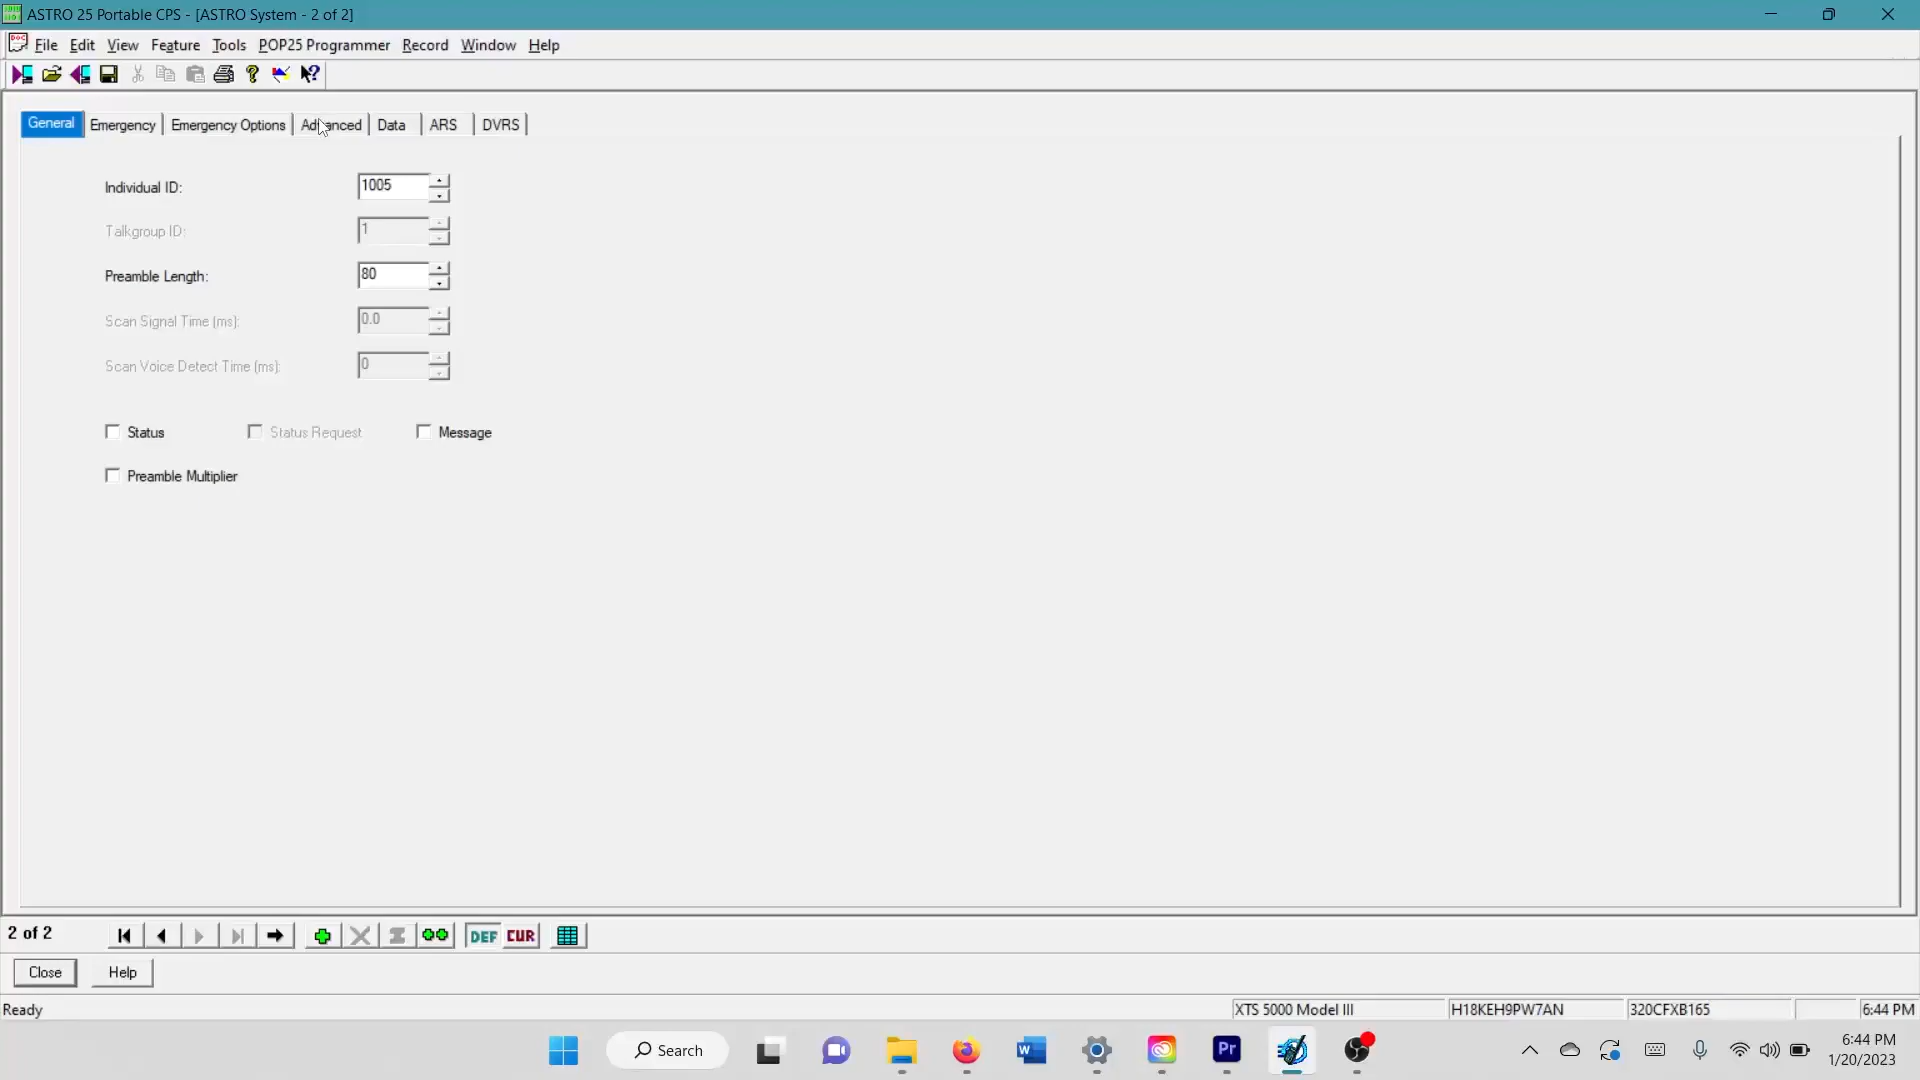 ASTRO 25 Portable CPS - [ASTRO System - 2 of 2]
File Edit View Feature Tools POP25 Programmer Record Window Help
General Emergency Emergency Options Advanced Data ARS DVRS
Individual ID: 1005
Talkgroup ID: 1
Preamble Length: 80
Scan Signal Time (ms): 0.0
Scan Voice Detect Time (ms): 0
Status Status Request Message
Preamble Multiplier
2 of 2 DEF CUR
Close Help
Ready XTS 5000 Model III H18KEH9PW7AN 320CFXB165 6:44 PM
Search W Pr 6:44 PM
1/20/2023